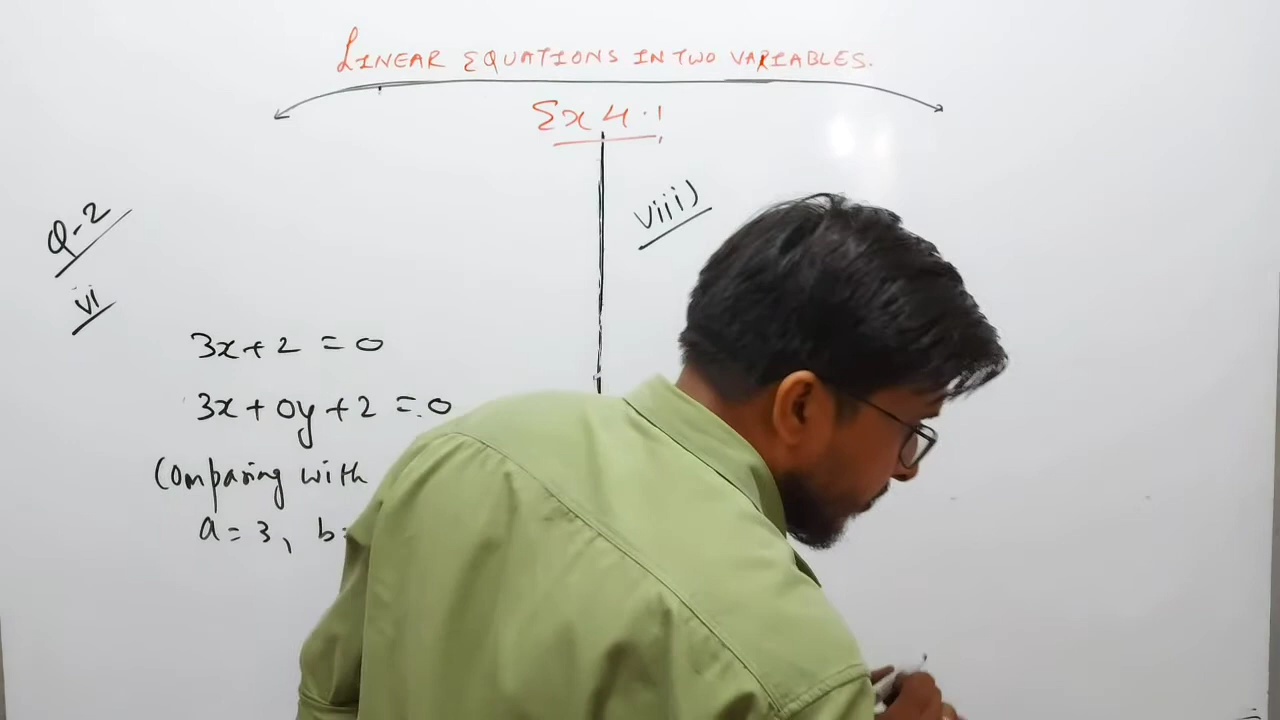 LINEAR EQUATIONS IN TWO VARIABLES.
Ex 4.1
Q-2
vi
3x+2 = 0
3x + 0y + 2 = 0
Comparing with
a = 3, b=
viii)